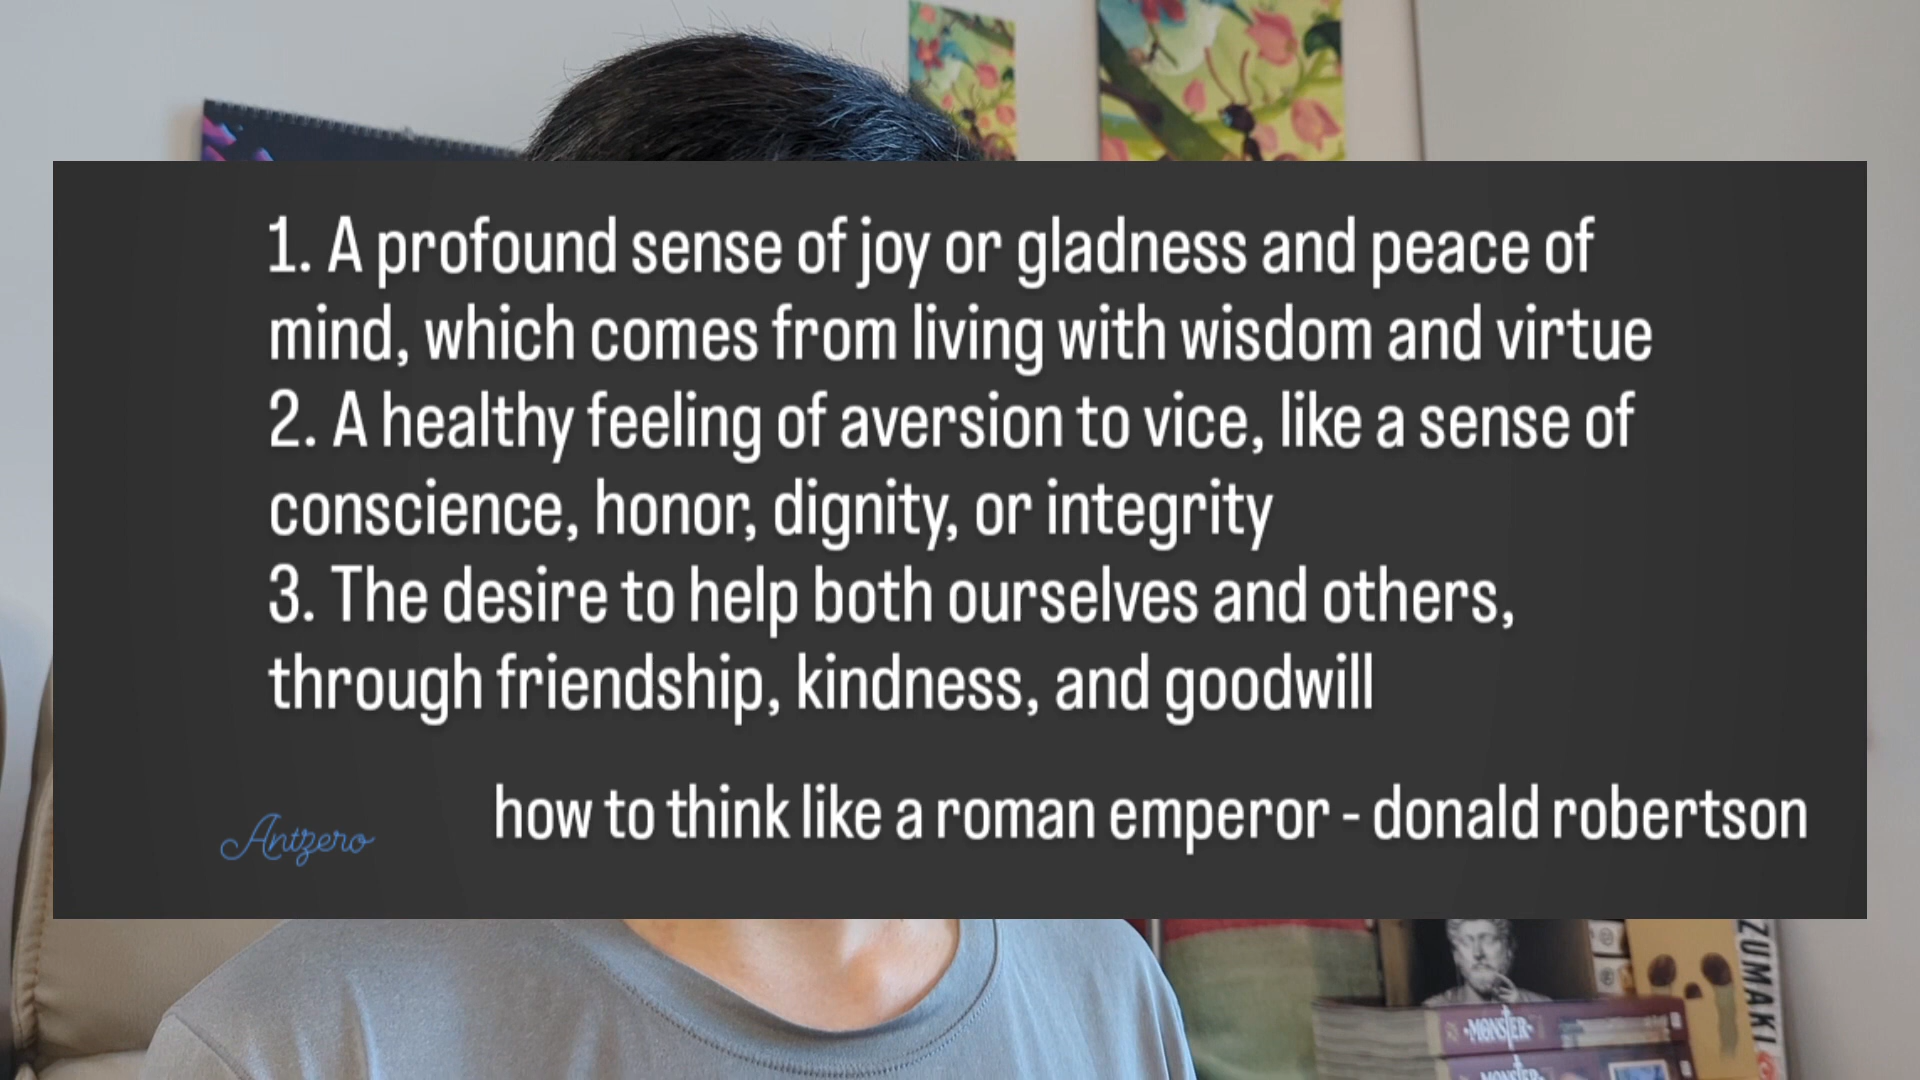 1. A profound sense of joy or gladness and peace of
mind, which comes from living with wisdom and virtue
2. A healthy feeling of aversion to vice, like a sense of
conscience, honor, dignity, or integrity
3. The desire to help both ourselves and others,
through friendship, kindness, and goodwill
how to think like a roman emperor - donald robertson
Antzero
ZUMAKI
MONSTER
MONSTER